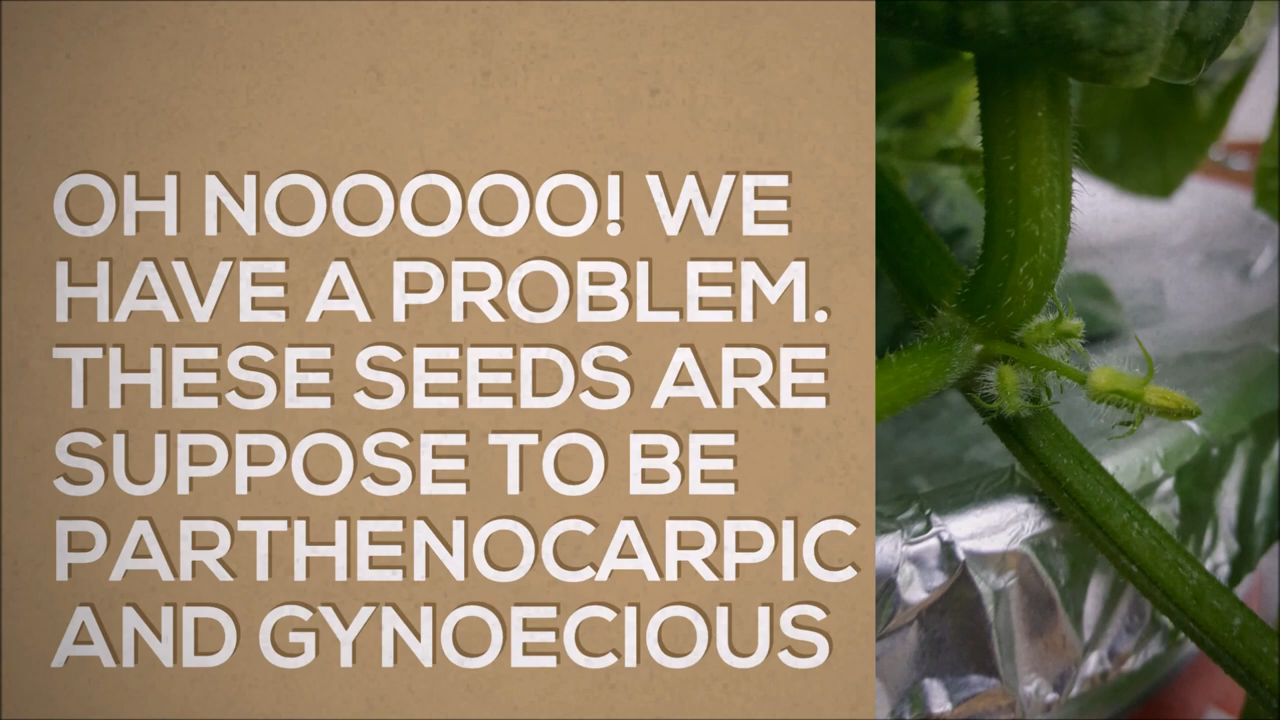 OH NOOOOO! WE
HAVE A PROBLEM.
THESE SEEDS ARE
SUPPOSE TO BE
PARTHENOCARPIC
AND GYNOECIOUS